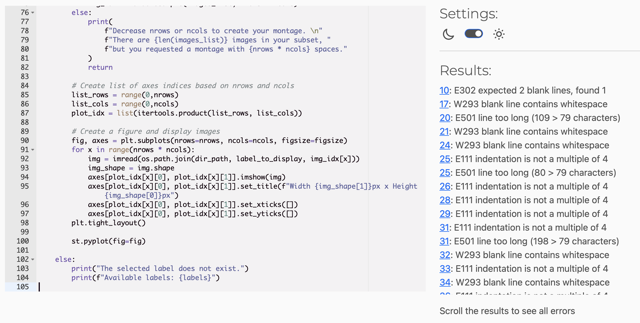 76 else:
77 print(
78 f"Decrease nrows or ncols to create your montage. \n"
79 f"There are {len(images_list)} images in your subset, "
80 f"but you requested a montage with {nrows * ncols} spaces."
81 )
82 return
83
84 # Create list of axes indices based on nrows and ncols
85 list_rows = range(0,nrows)
86 list_cols = range(0,ncols)
87 plot_idx = list(itertools.product(list_rows, list_cols))
88
89 # Create a figure and display images
90 fig, axes = plt.subplots(nrows=nrows, ncols=ncols, figsize=figsize)
91 for x in range(nrows * ncols):
92 img = imread(os.path.join(dir_path, label_to_display, img_idx[x]))
93 img_shape = img.shape
94 axes[plot_idx[x][0], plot_idx[x][1]].imshow(img)
95 axes[plot_idx[x][0], plot_idx[x][1]].set_title(f"Width {img_shape[1]}px x Height
{img_shape[0]}px")
96 axes[plot_idx[x][0], plot_idx[x][1]].set_xticks([])
97 axes[plot_idx[x][0], plot_idx[x][1]].set_yticks([])
98 plt.tight_layout()
99
100 st.pyplot(fig=fig)
101
102 else:
103 print("The selected label does not exist.")
104 print(f"Available labels: {labels}")
105
Settings:
Results:
10: E302 expected 2 blank lines, found 1
17: W293 blank line contains whitespace
20: E501 line too long (109 > 79 characters)
21: W293 blank line contains whitespace
24: W293 blank line contains whitespace
25: E111 indentation is not a multiple of 4
25: E501 line too long (80 > 79 characters)
26: E111 indentation is not a multiple of 4
28: E111 indentation is not a multiple of 4
29: E111 indentation is not a multiple of 4
31: E111 indentation is not a multiple of 4
31: E501 line too long (198 > 79 characters)
32: W293 blank line contains whitespace
33: E111 indentation is not a multiple of 4
34: W293 blank line contains whitespace
Scroll the results to see all errors